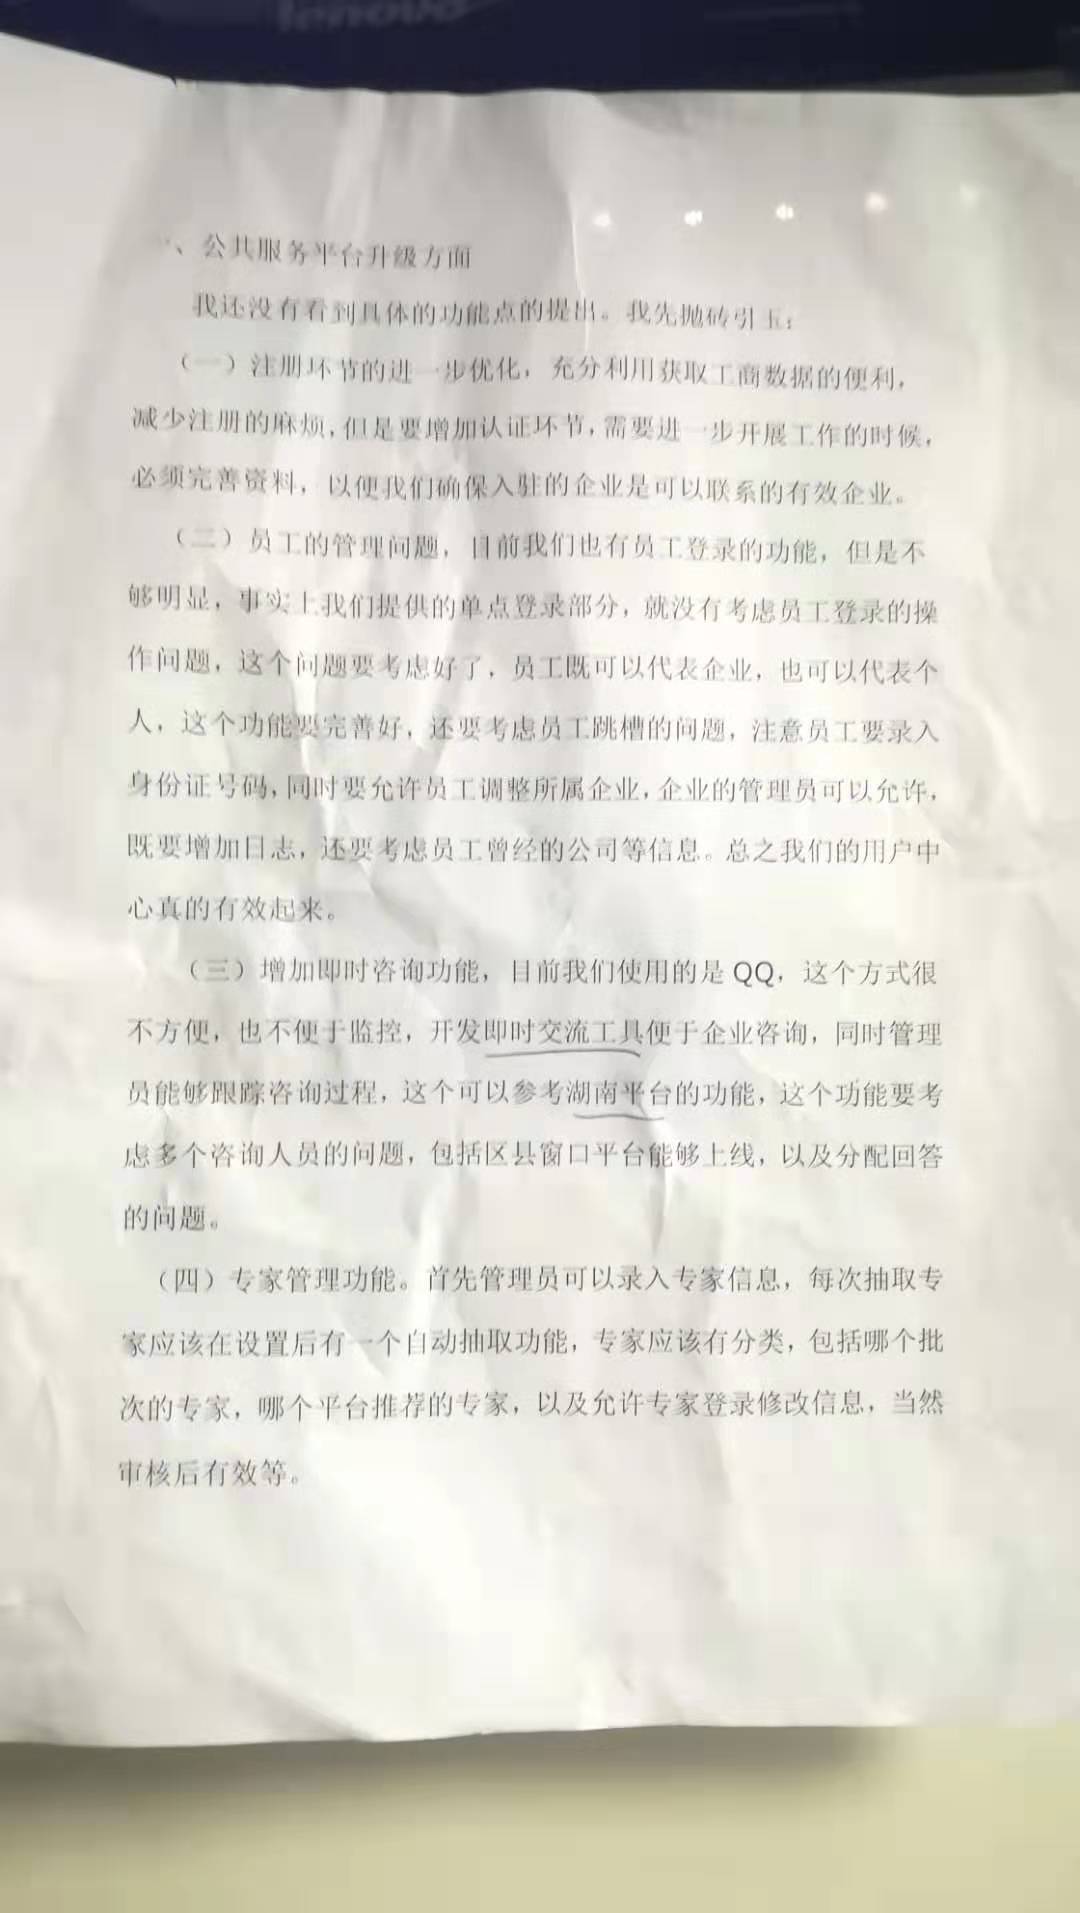 lenovo
一、公共服务平台升级方面
我还没有看到具体的功能点的提出。我先抛砖引玉：
（一）注册环节的进一步优化，充分利用获取工商数据的便利，
减少注册的麻烦，但是要增加认证环节，需要进一步开展工作的时候，
必须完善资料，以便我们确保入驻的企业是可以联系的有效企业。
（二）员工的管理问题，目前我们也有员工登录的功能，但是不
够明显，事实上我们提供的单点登录部分，就没有考虑员工登录的操
作问题，这个问题要考虑好了，员工既可以代表企业，也可以代表个
人，这个功能要完善好，还要考虑员工跳槽的问题，注意员工要录入
身份证号码，同时要允许员工调整所属企业，企业的管理员可以允许，
既要增加日志，还要考虑员工曾经的公司等信息。总之我们的用户中
心真的有效起来。
（三）增加即时咨询功能，目前我们使用的是 QQ，这个方式很
不方便，也不便于监控，开发即时交流工具便于企业咨询，同时管理
员能够跟踪咨询过程，这个可以参考湖南平台的功能，这个功能要考
虑多个咨询人员的问题，包括区县窗口平台能够上线，以及分配回答
的问题。
（四）专家管理功能。首先管理员可以录入专家信息，每次抽取专
家应该在设置后有一个自动抽取功能，专家应该有分类，包括哪个批
次的专家，哪个平台推荐的专家，以及允许专家登录修改信息，当然
审核后有效等。